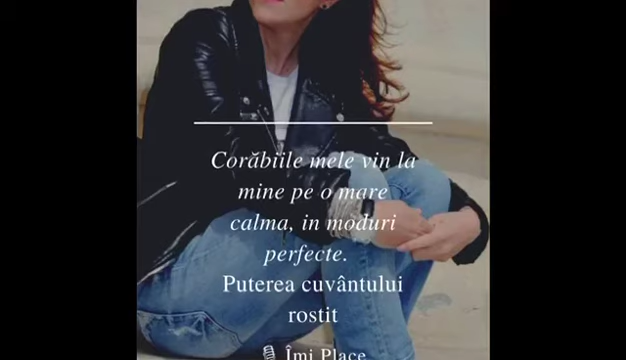 Corăbiile mele vin la
mine pe o mare
calma, in moduri
perfecte.
Puterea cuvântului
rostit
Îmi Place